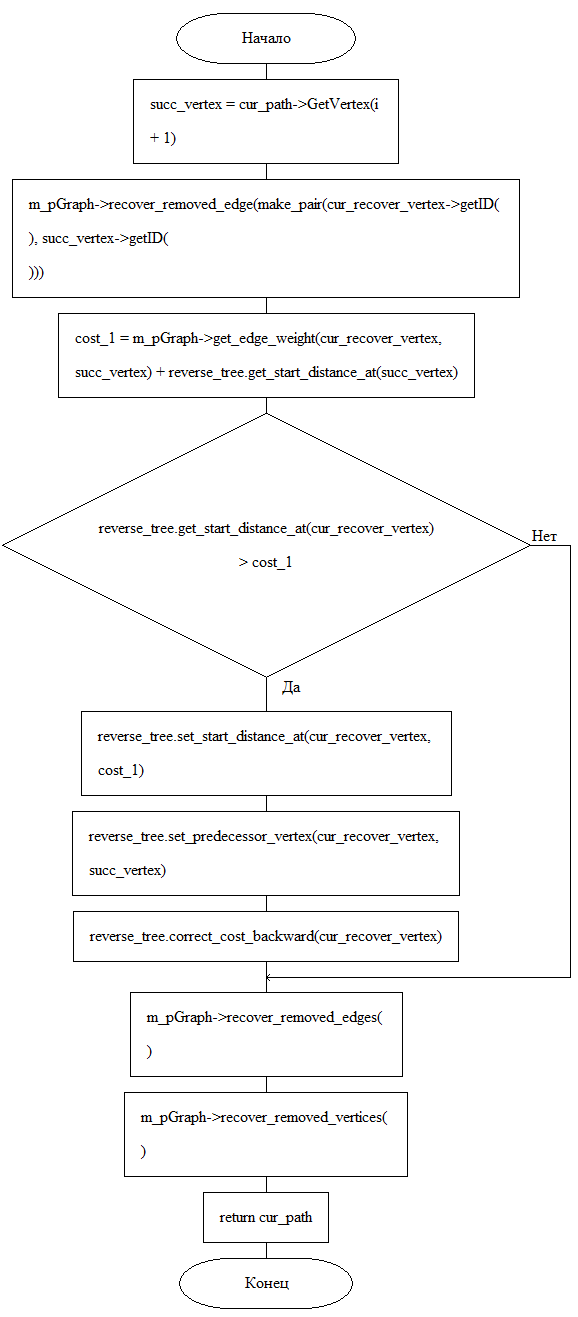 Начало
succ_vertex = cur_path->GetVertex(i
+ 1)
m_pGraph->recover_removed_edge(make_pair(cur_recover_vertex->getID(
), succ_vertex->getID(
)))
cost_1 = m_pGraph->get_edge_weight(cur_recover_vertex,
succ_vertex) + reverse_tree.get_start_distance_at(succ_vertex)
reverse_tree.get_start_distance_at(cur_recover_vertex)
> cost_1
Нет
Да
reverse_tree.set_start_distance_at(cur_recover_vertex,
cost_1)
reverse_tree.set_predecessor_vertex(cur_recover_vertex,
succ_vertex)
reverse_tree.correct_cost_backward(cur_recover_vertex)
m_pGraph->recover_removed_edges(
)
m_pGraph->recover_removed_vertices(
)
return cur_path
Конец